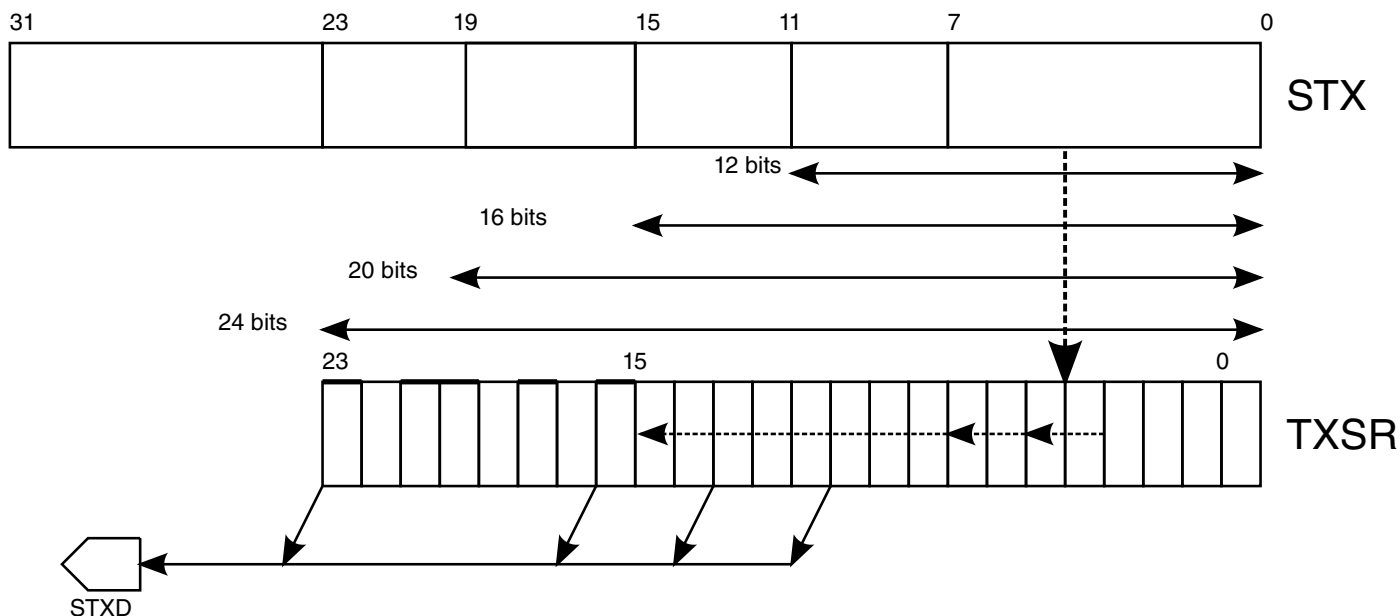 31 23 19 15 11 7 0
STX
12 bits
16 bits
20 bits
24 bits
23 15 0
TXSR
STXD